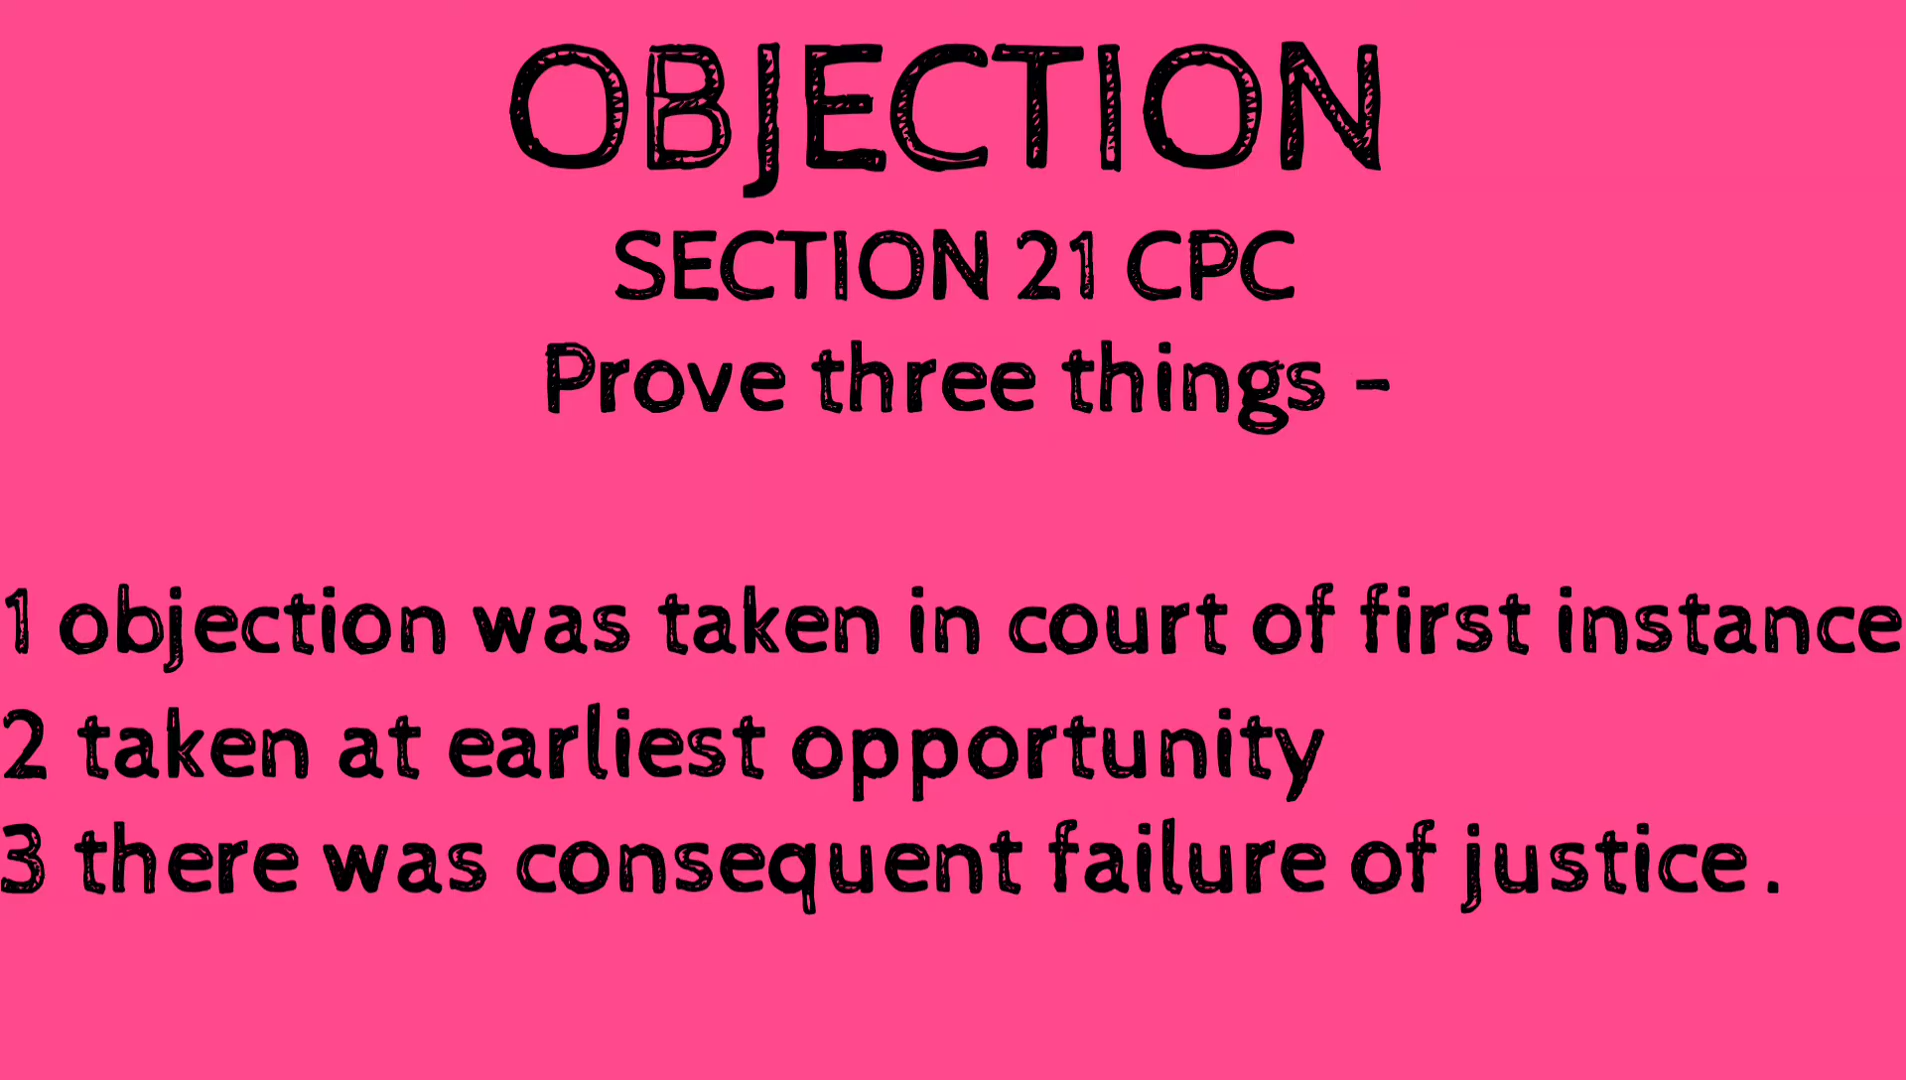 OBJECTION
SECTION 21 CPC
Prove three things -
1 objection was taken in court of first instance
2 taken at earliest opportunity
3 there was consequent failure of justice.